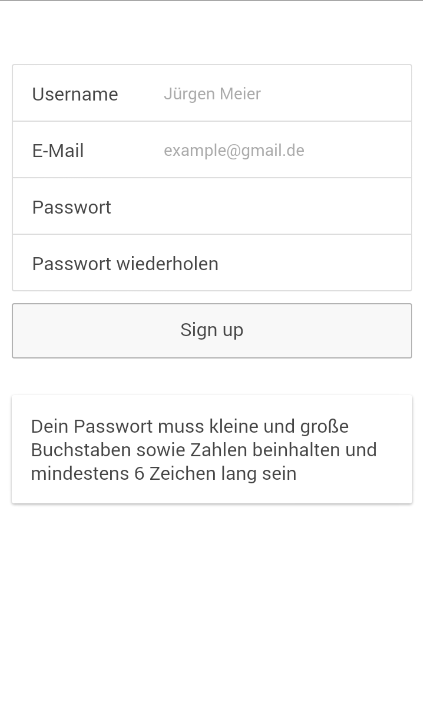 Username Jürgen Meier
E-Mail example@gmail.de
Passwort
Passwort wiederholen
Sign up
Dein Passwort muss kleine und große
Buchstaben sowie Zahlen beinhalten und
mindestens 6 Zeichen lang sein